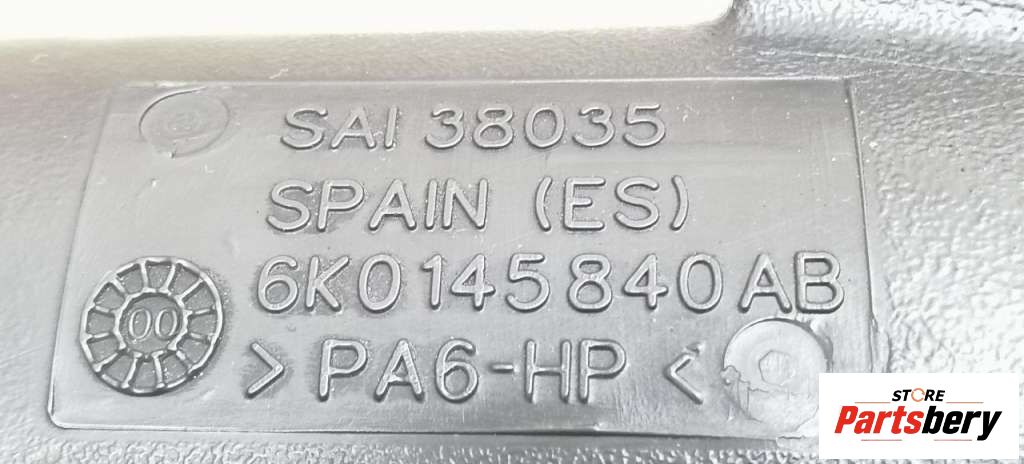 SAI 38035
SPAIN (ES)
6K0145840AB
00
> PA6-HP <
STORE
Partsbery